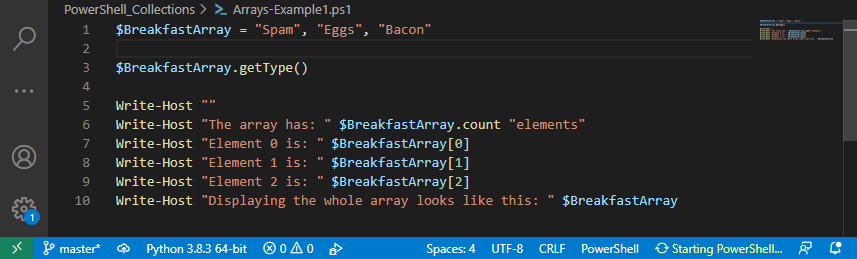 PowerShell_Collections > Arrays-Example1.ps1
1 $BreakfastArray = "Spam", "Eggs", "Bacon"
2
3 $BreakfastArray.getType()
4
5 Write-Host ""
6 Write-Host "The array has: " $BreakfastArray.count "elements"
7 Write-Host "Element 0 is: " $BreakfastArray[0]
8 Write-Host "Element 1 is: " $BreakfastArray[1]
9 Write-Host "Element 2 is: " $BreakfastArray[2]
10 Write-Host "Displaying the whole array looks like this: " $BreakfastArray
1
master* Python 3.8.3 64-bit 0 0 Spaces: 4 UTF-8 CRLF PowerShell Starting PowerShell...